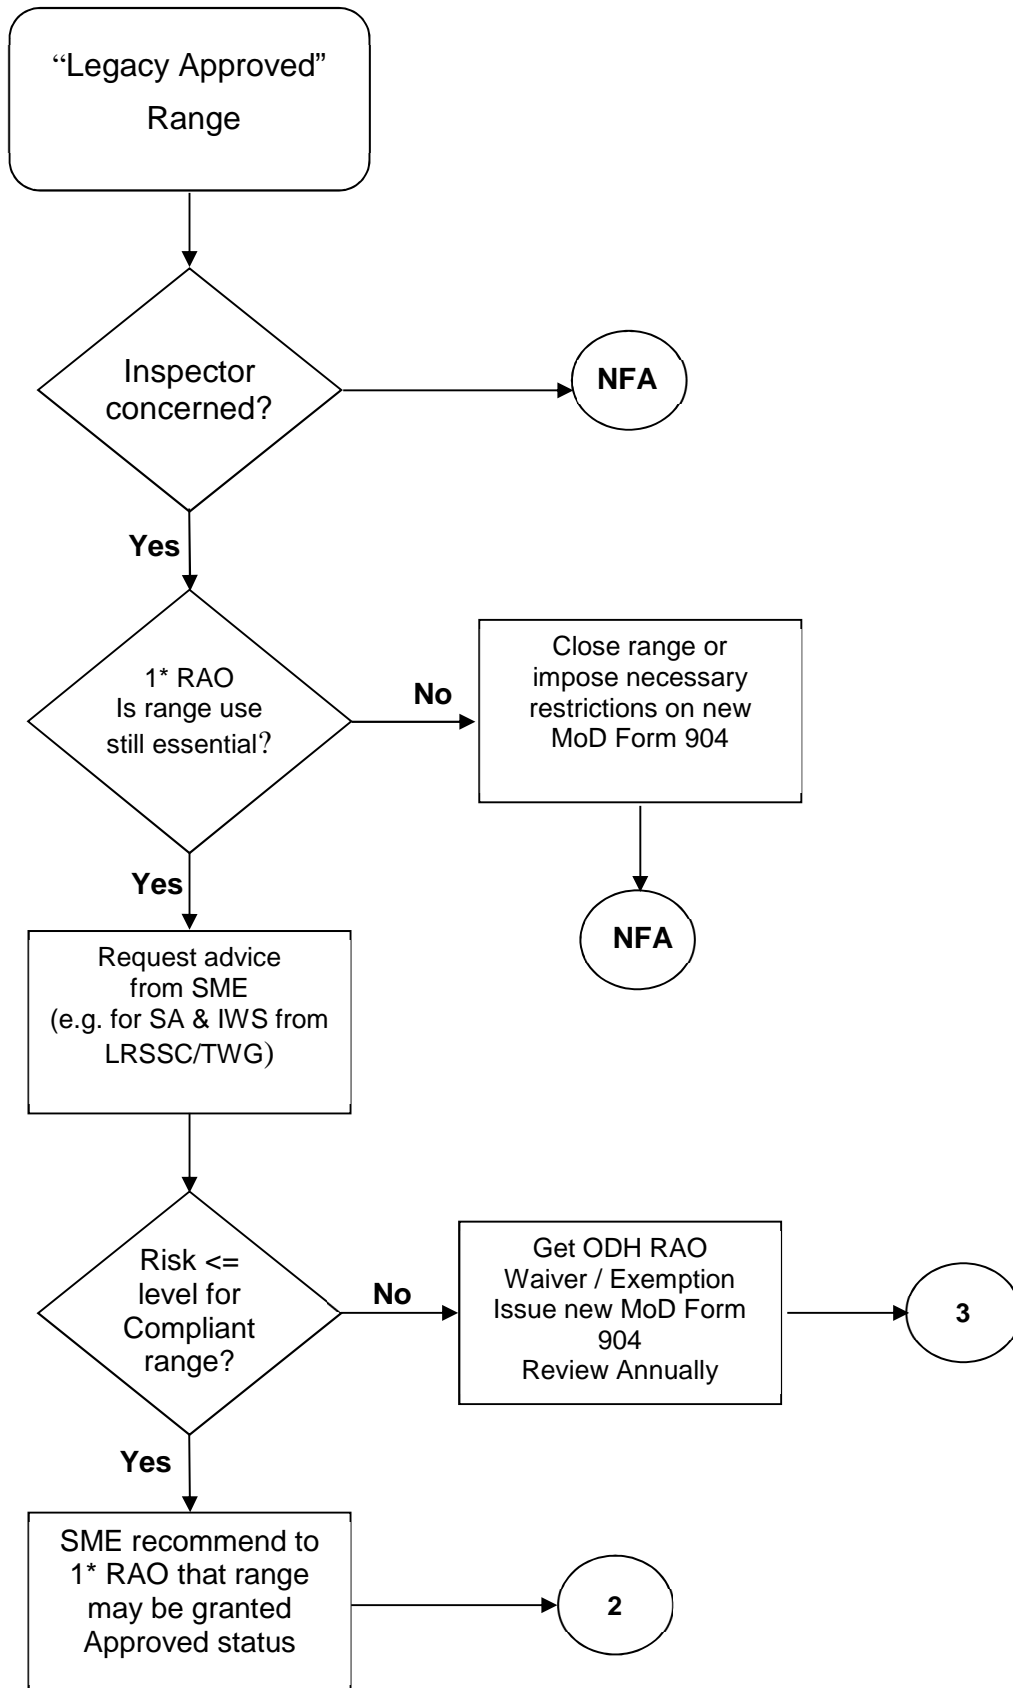 “Legacy Approved”
Range
Inspector
concerned?
NFA
Yes
1* RAO
Is range use
still essential?
No
Close range or
impose necessary
restrictions on new
MoD Form 904
NFA
Yes
Request advice
from SME
(e.g. for SA & IWS from
LRSSC/TWG)
Risk <=
level for
Compliant
range?
No
Get ODH RAO
Waiver / Exemption
Issue new MoD Form
904
Review Annually
3
Yes
SME recommend to
1* RAO that range
may be granted
Approved status
2